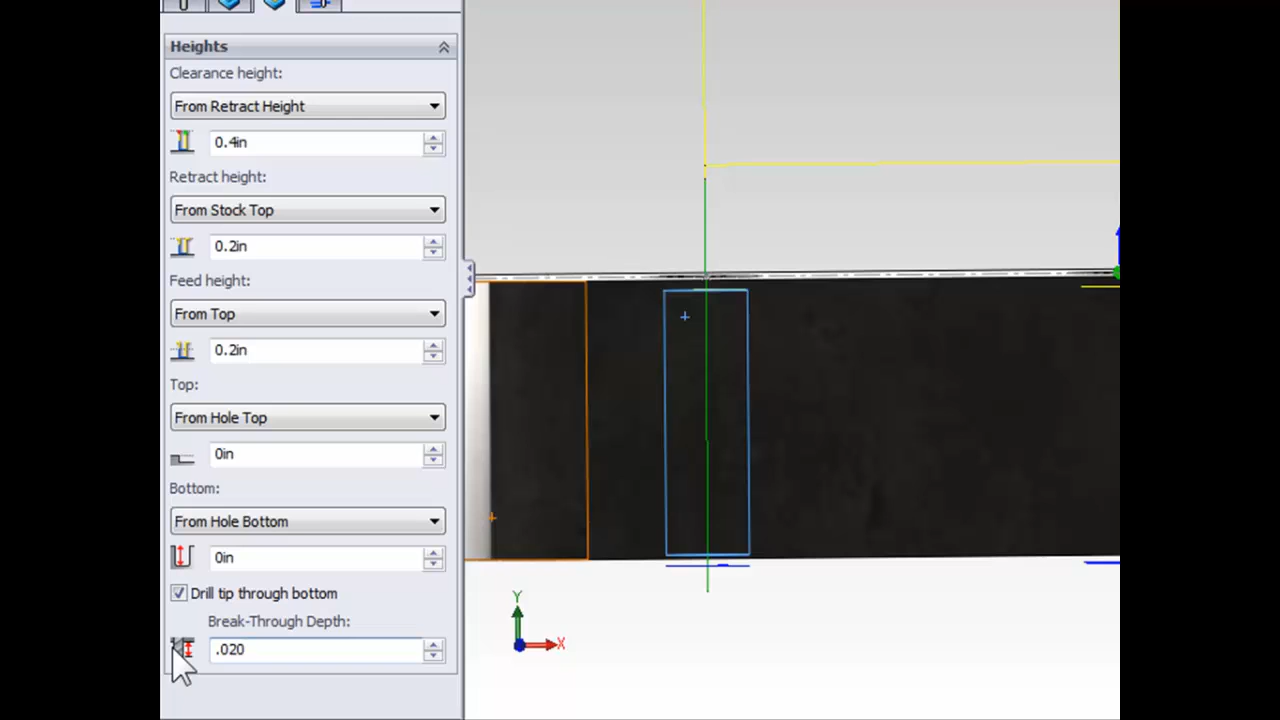 Heights
Clearance height:
From Retract Height
0.4in
Retract height:
From Stock Top
0.2in
Feed height:
From Top
0.2in
Top:
From Hole Top
0in
Bottom:
From Hole Bottom
0in
Drill tip through bottom
Break-Through Depth:
.020
Y
X